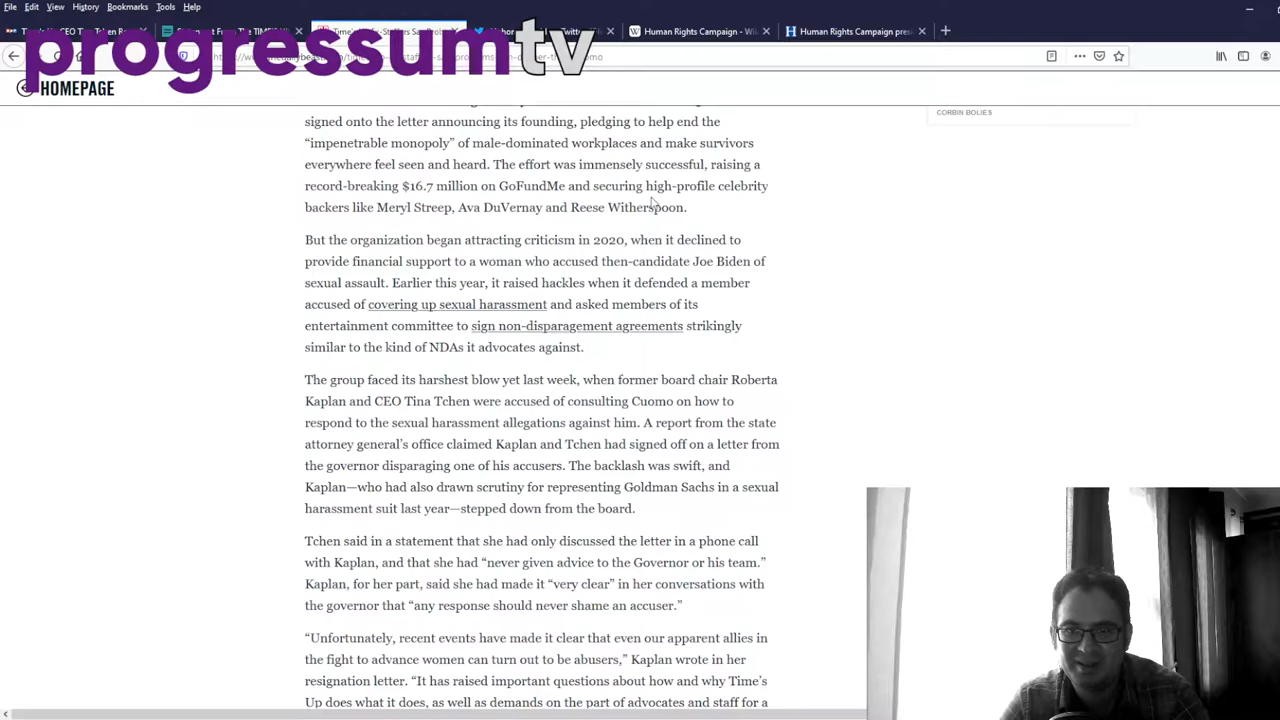 File Edit View History Bookmarks Tools Help
Human Rights Campaign - Wi
Human Rights Campaign pres
progressumtv
HOMEPAGE
CORBIN BOLIES
signed onto the letter announcing its founding, pledging to help end the
“impenetrable monopoly” of male-dominated workplaces and make survivors
everywhere feel seen and heard. The effort was immensely successful, raising a
record-breaking $16.7 million on GoFundMe and securing high-profile celebrity
backers like Meryl Streep, Ava DuVernay and Reese Witherspoon.
But the organization began attracting criticism in 2020, when it declined to
provide financial support to a woman who accused then-candidate Joe Biden of
sexual assault. Earlier this year, it raised hackles when it defended a member
accused of covering up sexual harassment and asked members of its
entertainment committee to sign non-disparagement agreements strikingly
similar to the kind of NDAs it advocates against.
The group faced its harshest blow yet last week, when former board chair Roberta
Kaplan and CEO Tina Tchen were accused of consulting Cuomo on how to
respond to the sexual harassment allegations against him. A report from the state
attorney general’s office claimed Kaplan and Tchen had signed off on a letter from
the governor disparaging one of his accusers. The backlash was swift, and
Kaplan—who had also drawn scrutiny for representing Goldman Sachs in a sexual
harassment suit last year—stepped down from the board.
Tchen said in a statement that she had only discussed the letter in a phone call
with Kaplan, and that she had “never given advice to the Governor or his team.”
Kaplan, for her part, said she had made it “very clear” in her conversations with
the governor that “any response should never shame an accuser.”
“Unfortunately, recent events have made it clear that even our apparent allies in
the fight to advance women can turn out to be abusers,” Kaplan wrote in her
resignation letter. “It has raised important questions about how and why Time’s
Up does what it does, as well as demands on the part of advocates and staff for a